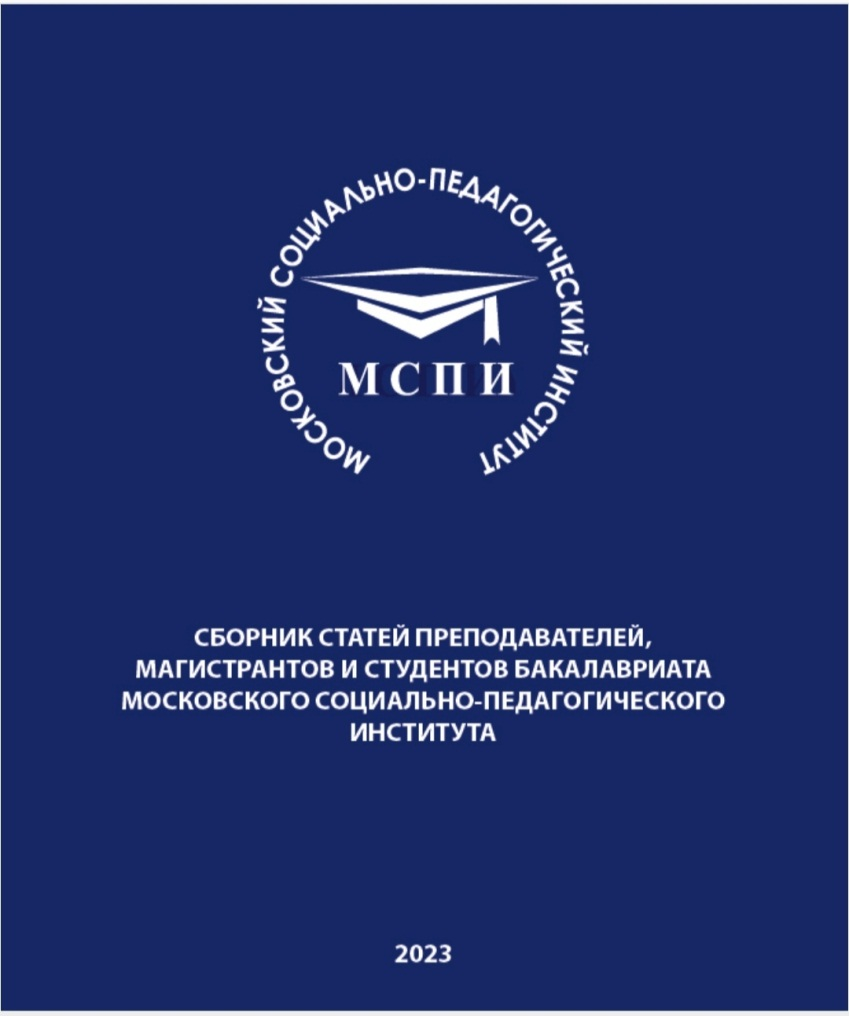 МОСКОВСКИЙ СОЦИАЛЬНО-ПЕДАГОГИЧЕСКИЙ ИНСТИТУТ
МСПИ
СБОРНИК СТАТЕЙ ПРЕПОДАВАТЕЛЕЙ,
МАГИСТРАНТОВ И СТУДЕНТОВ БАКАЛАВРИАТА
МОСКОВСКОГО СОЦИАЛЬНО-ПЕДАГОГИЧЕСКОГО
ИНСТИТУТА
2023